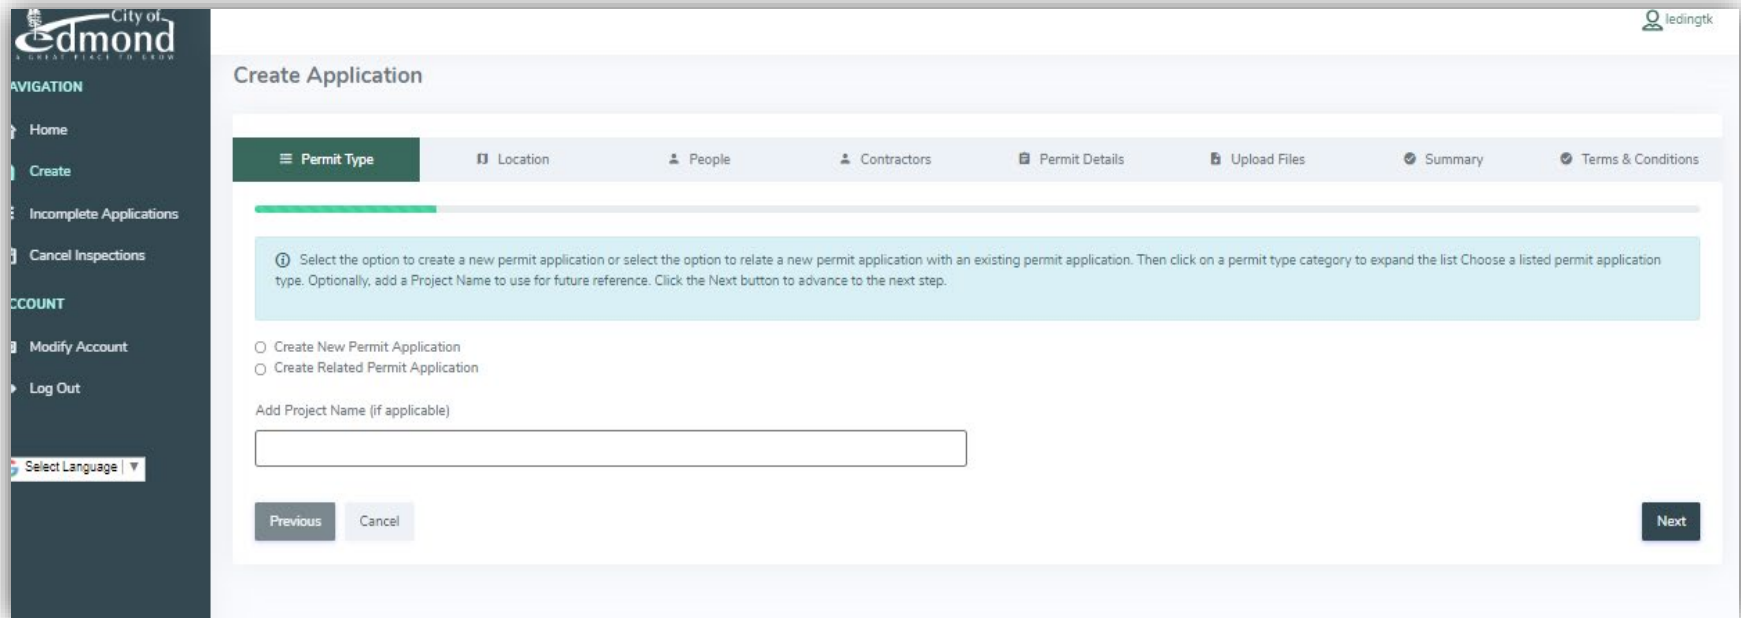 City of
Edmond
A GREAT PLACE TO GROW
ledingtk
AVIGATION
Home
Create
Incomplete Applications
Cancel Inspections
CCOUNT
Modify Account
Log Out
Select Language ▼
Create Application
Permit Type Location People Contractors Permit Details Upload Files Summary Terms & Conditions
Select the option to create a new permit application or select the option to relate a new permit application with an existing permit application. Then click on a permit type category to expand the list Choose a listed permit application
type. Optionally, add a Project Name to use for future reference. Click the Next button to advance to the next step.
Create New Permit Application
Create Related Permit Application
Add Project Name (if applicable)
Previous Cancel Next